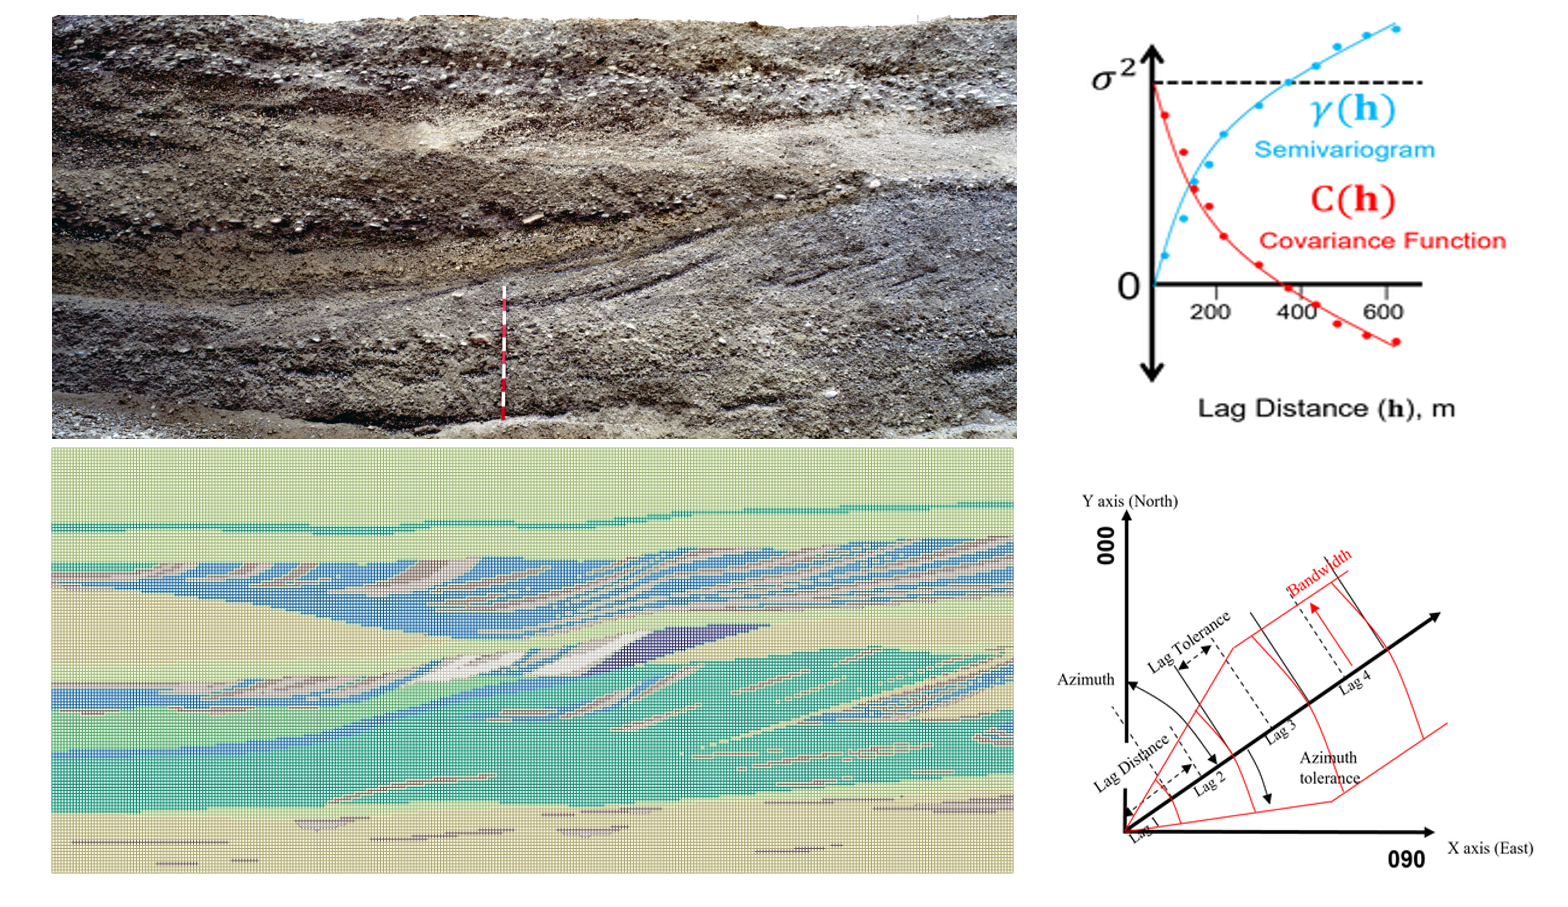 σ²
γ(h)
Semivariogram
C(h)
Covariance Function
0
200
400
600
Lag Distance (h), m
Y axis (North)
000
Bandwidth
Lag Tolerance
Azimuth
Lag 4
Lag 3
Lag Distance
Azimuth
tolerance
Lag 2
Lag 1
X axis (East)
090